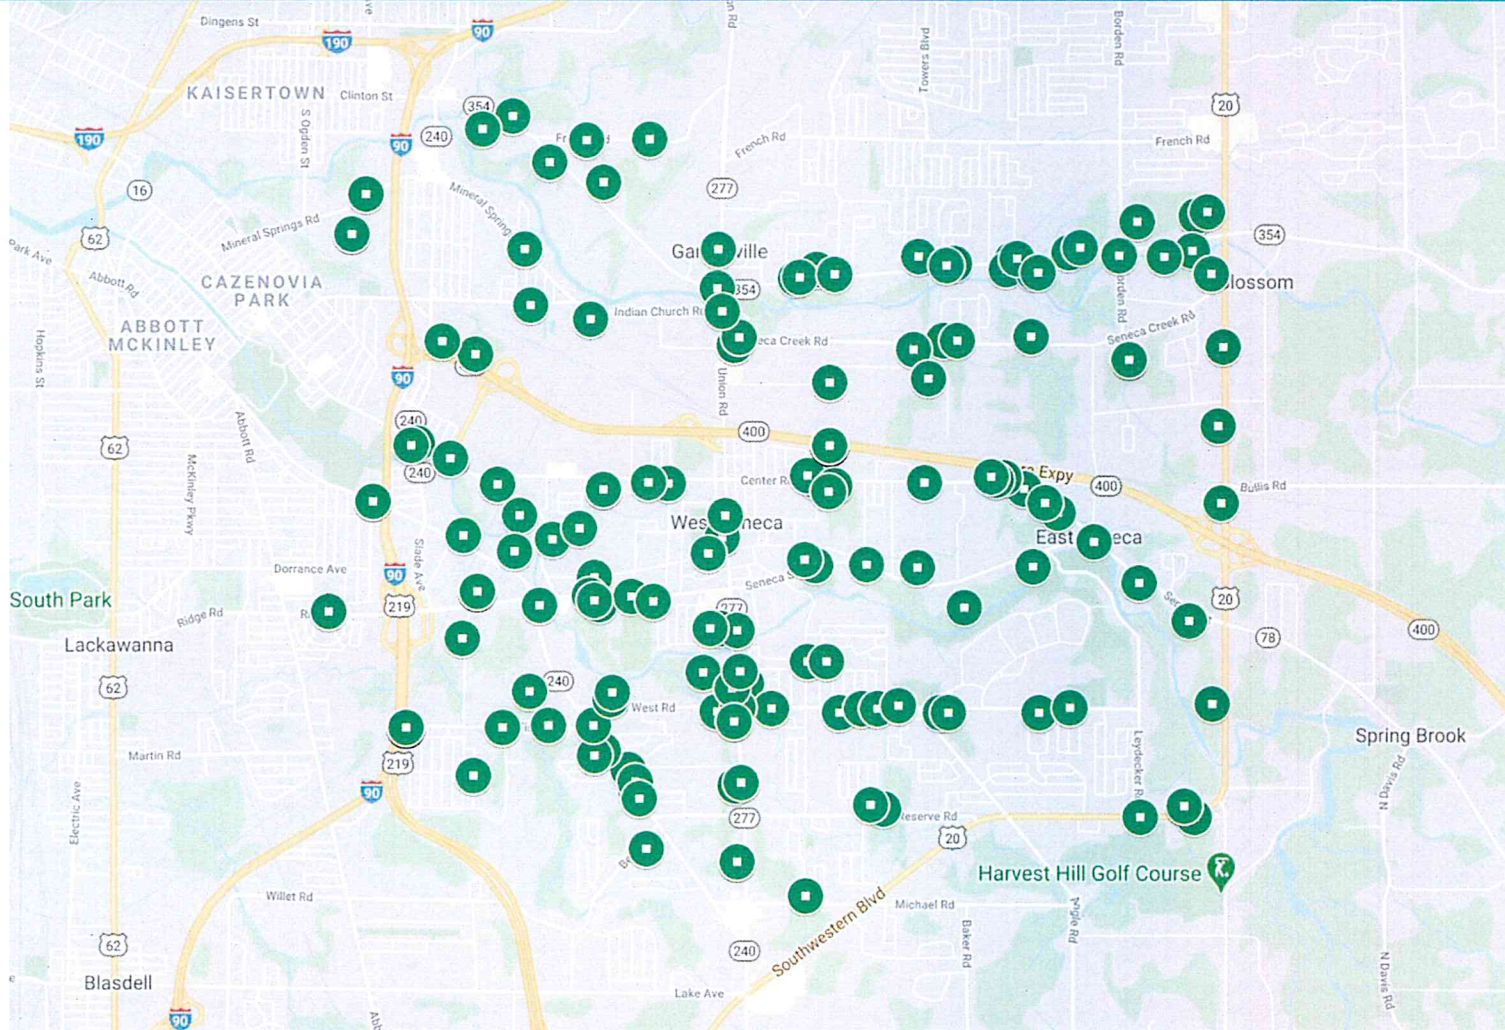 Dingens St
190
90
Towers Blvd
Borden Rd
KAISERTOWN
Clinton St
354
20
S Ogden St
190
90
240
French Rd
French Rd
16
Mineral Spring
277
Mineral Springs Rd
62
354
Park Ave
Abbott Rd
CAZENOVIA
PARK
354
Blossom
Indian Church Rd
ABBOTT
MCKINLEY
Hopkins St
Seneca Creek Rd
90
Union Rd
Abbott Rd
240
400
62
McKinley Pkwy
240
Center R
Expy
400
Bullis Rd
Slade Ave
Dorrance Ave
90
Seneca S
South Park
219
277
20
Ridge Rd
Lackawanna
78
400
62
240
West Rd
Martin Rd
219
Leydecker R
Spring Brook
90
N Davis Rd
Electric Ave
277
Reserve Rd
20
Harvest Hill Golf Course
Willet Rd
Southwestern Blvd
Michael Rd
Angle Rd
Baker Rd
62
240
Blasdell
Lake Ave
N Davis Rd
90